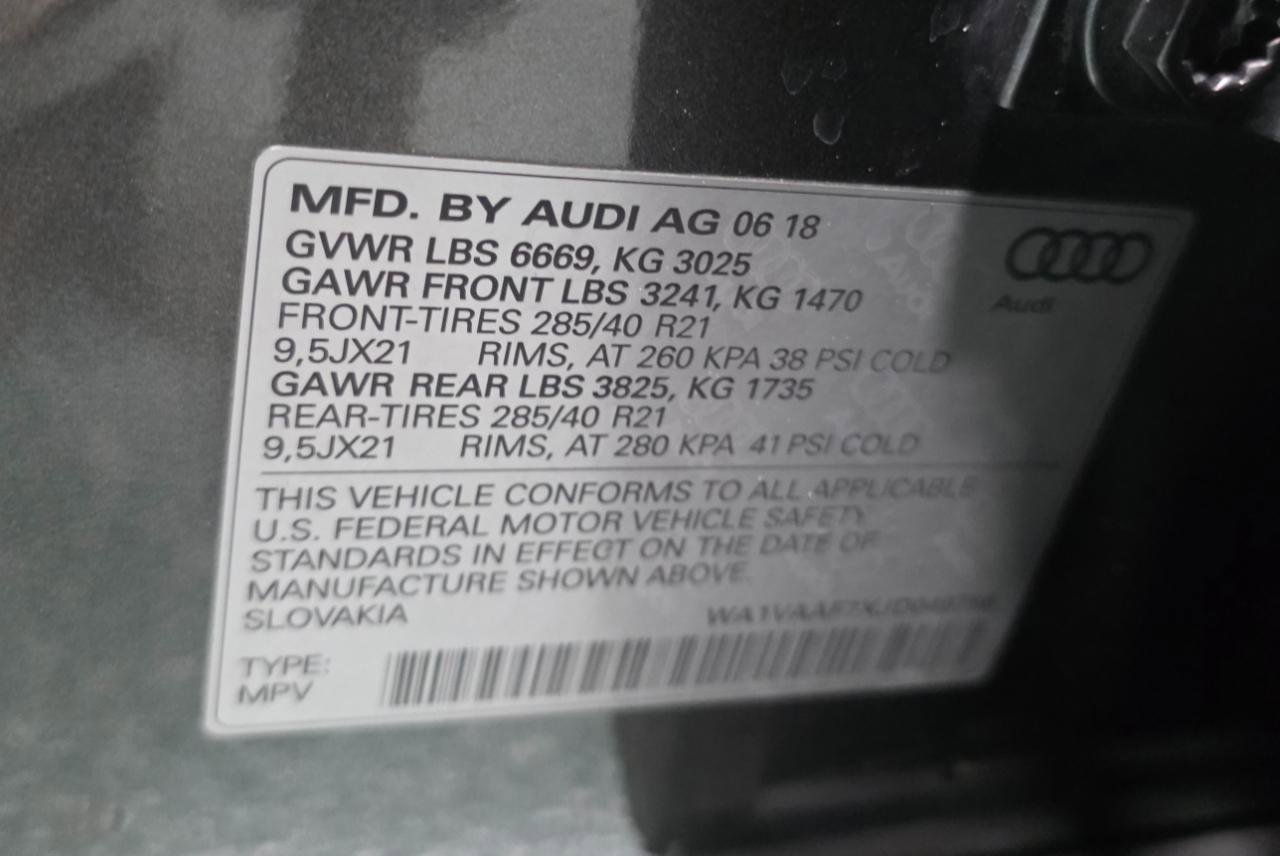 MFD. BY AUDI AG 06 18
GVWR LBS 6669, KG 3025
GAWR FRONT LBS 3241, KG 1470
FRONT-TIRES 285/40 R21
9,5JX21 RIMS, AT 260 KPA 38 PSI COLD
GAWR REAR LBS 3825, KG 1735
REAR-TIRES 285/40 R21
9,5JX21 RIMS, AT 280 KPA 41 PSI COLD
THIS VEHICLE CONFORMS TO ALL APPLICABLE
U.S. FEDERAL MOTOR VEHICLE SAFETY
STANDARDS IN EFFECT ON THE DATE OF
MANUFACTURE SHOWN ABOVE.
SLOVAKIA
TYPE:
MPV
Audi